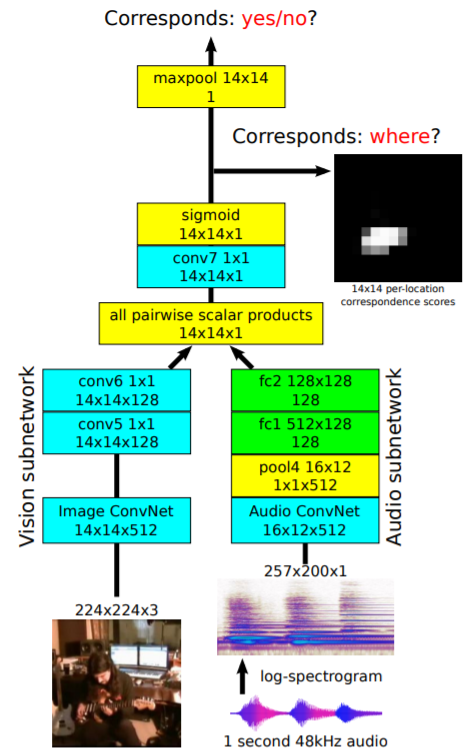 Corresponds: yes/no?
maxpool 14x14
1
Corresponds: where?
sigmoid
14x14x1
conv7 1x1
14x14x1
14x14 per-location
correspondence scores
all pairwise scalar products
14x14x1
Vision subnetwork
conv6 1x1
14x14x128
conv5 1x1
14x14x128
Image ConvNet
14x14x512
224x224x3
fc2 128x128
128
fc1 512x128
128
pool4 16x12
1x1x512
Audio ConvNet
16x12x512
Audio subnetwork
257x200x1
log-spectrogram
1 second 48kHz audio